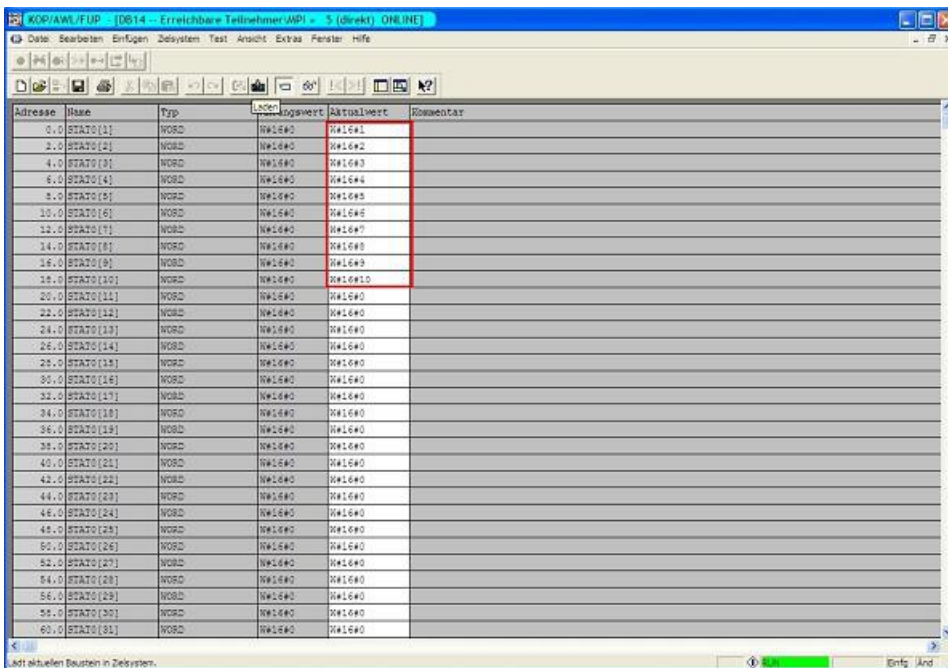 KOP/AWL/FUP - [DB14 -- Erreichbare Teilnehmer\MPI = 5 (direkt) ONLINE]
Datei Bearbeiten Einfügen Zielsystem Test Ansicht Extras Fenster Hilfe
Laden
Adresse Name Typ Aktualwert Kommentar
0.0 STAT0[1] WORD W#16#0 W#16#1
2.0 STAT0[2] WORD W#16#0 W#16#2
4.0 STAT0[3] WORD W#16#0 W#16#3
6.0 STAT0[4] WORD W#16#0 W#16#4
8.0 STAT0[5] WORD W#16#0 W#16#5
10.0 STAT0[6] WORD W#16#0 W#16#6
12.0 STAT0[7] WORD W#16#0 W#16#7
14.0 STAT0[8] WORD W#16#0 W#16#8
16.0 STAT0[9] WORD W#16#0 W#16#9
18.0 STAT0[10] WORD W#16#0 W#16#10
20.0 STAT0[11] WORD W#16#0 W#16#0
22.0 STAT0[12] WORD W#16#0 W#16#0
24.0 STAT0[13] WORD W#16#0 W#16#0
26.0 STAT0[14] WORD W#16#0 W#16#0
28.0 STAT0[15] WORD W#16#0 W#16#0
30.0 STAT0[16] WORD W#16#0 W#16#0
32.0 STAT0[17] WORD W#16#0 W#16#0
34.0 STAT0[18] WORD W#16#0 W#16#0
36.0 STAT0[19] WORD W#16#0 W#16#0
38.0 STAT0[20] WORD W#16#0 W#16#0
40.0 STAT0[21] WORD W#16#0 W#16#0
42.0 STAT0[22] WORD W#16#0 W#16#0
44.0 STAT0[23] WORD W#16#0 W#16#0
46.0 STAT0[24] WORD W#16#0 W#16#0
48.0 STAT0[25] WORD W#16#0 W#16#0
50.0 STAT0[26] WORD W#16#0 W#16#0
52.0 STAT0[27] WORD W#16#0 W#16#0
54.0 STAT0[28] WORD W#16#0 W#16#0
56.0 STAT0[29] WORD W#16#0 W#16#0
58.0 STAT0[30] WORD W#16#0 W#16#0
60.0 STAT0[31] WORD W#16#0 W#16#0
Lädt aktuellen Baustein in Zielsystem. RUN Einfg Änd